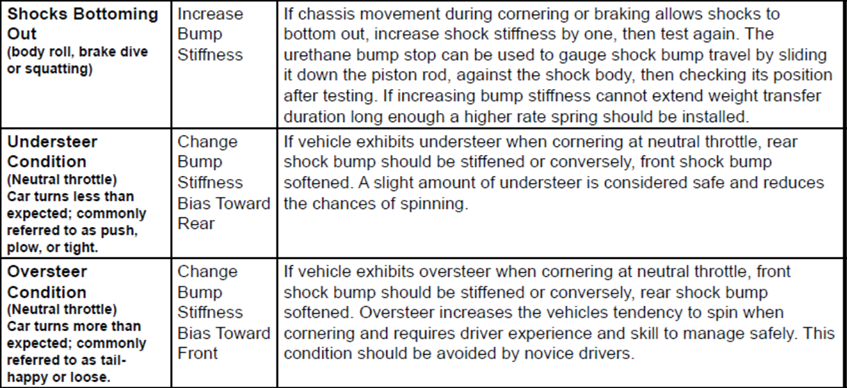 Shocks Bottoming
Out
(body roll, brake dive
or squatting)
Increase
Bump
Stiffness
If chassis movement during cornering or braking allows shocks to
bottom out, increase shock stiffness by one, then test again. The
urethane bump stop can be used to gauge shock bump travel by sliding
it down the piston rod, against the shock body, then checking its position
after testing. If increasing bump stiffness cannot extend weight transfer
duration long enough a higher rate spring should be installed.
Understeer
Condition
(Neutral throttle)
Car turns less than
expected; commonly
referred to as push,
plow, or tight.
Change
Bump
Stiffness
Bias Toward
Rear
If vehicle exhibits understeer when cornering at neutral throttle, rear
shock bump should be stiffened or conversely, front shock bump
softened. A slight amount of understeer is considered safe and reduces
the chances of spinning.
Oversteer
Condition
(Neutral throttle)
Car turns more than
expected; commonly
referred to as tail-
happy or loose.
Change
Bump
Stiffness
Bias Toward
Front
If vehicle exhibits oversteer when cornering at neutral throttle, front
shock bump should be stiffened or conversely, rear shock bump
softened. Oversteer increases the vehicles tendency to spin when
cornering and requires driver experience and skill to manage safely. This
condition should be avoided by novice drivers.